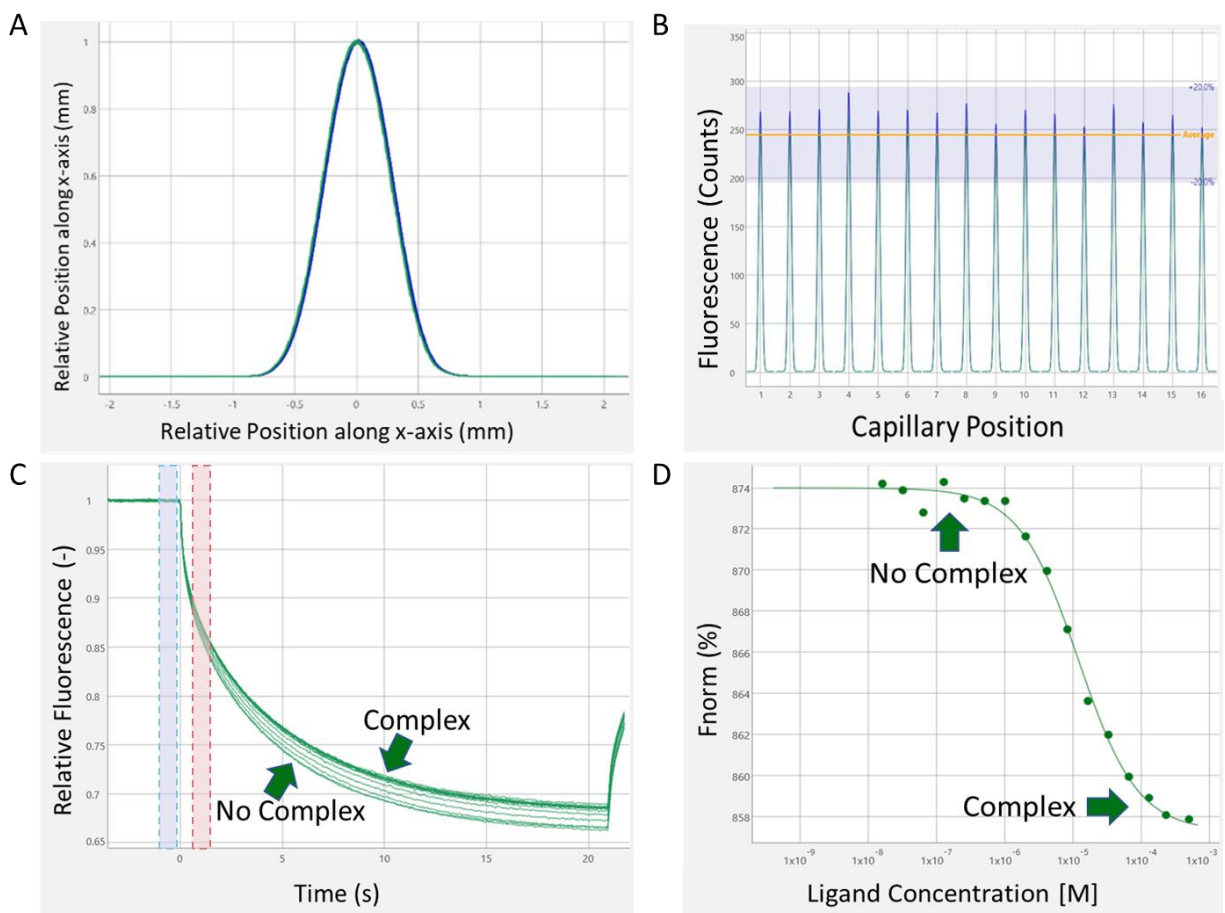 A
Relative Position along x-axis (mm)
1
0.8
0.6
0.4
0.2
0
-2
-1.5
-1
-0.5
0
0.5
1
1.5
2
Relative Position along x-axis (mm)
B
Fluorescence (Counts)
350
300
250
200
150
100
50
0
+20.0%
Average
-20.0%
1
2
3
4
5
6
7
8
9
10
11
12
13
14
15
16
Capillary Position
C
Relative Fluorescence (-)
1
0.95
0.9
0.85
0.8
0.75
0.7
0.65
Complex
No Complex
0
5
10
15
20
Time (s)
D
Fnorm (%)
874
872
870
868
866
864
862
860
858
No Complex
Complex
1x10⁻⁹
1x10⁻⁸
1x10⁻⁷
1x10⁻⁶
1x10⁻⁵
1x10⁻⁴
1x10⁻³
Ligand Concentration [M]